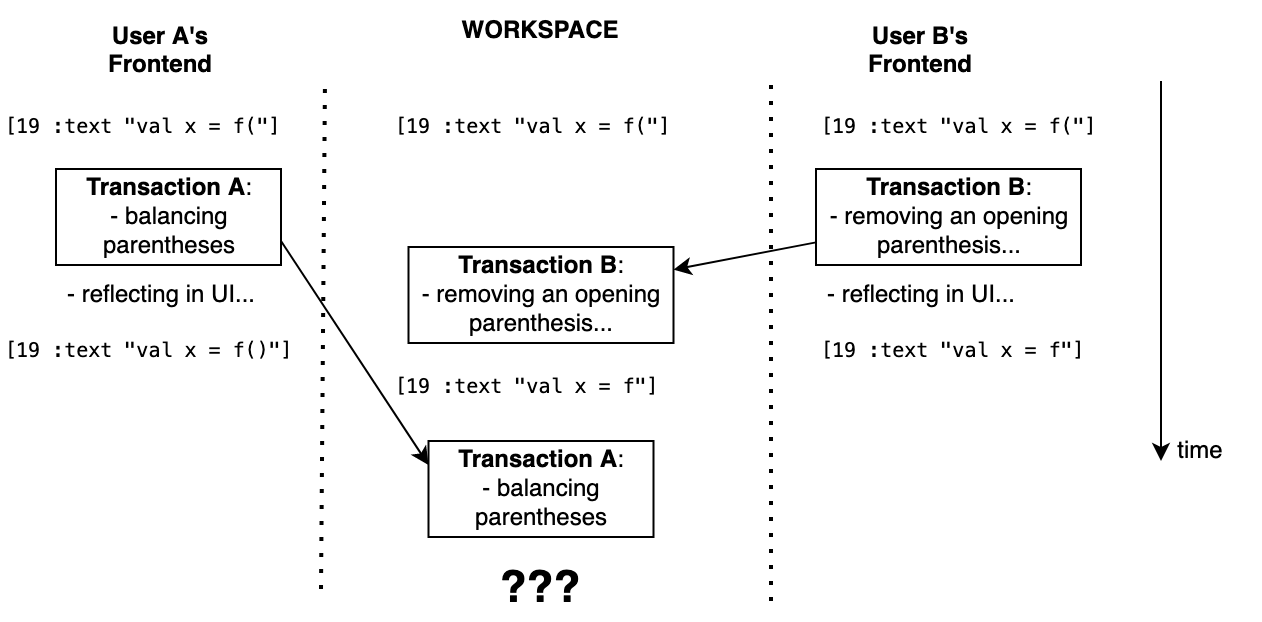 User A's
Frontend
WORKSPACE
User B's
Frontend
[19 :text "val x = f("]
[19 :text "val x = f("]
[19 :text "val x = f("]
Transaction A:
- balancing
parentheses
Transaction B:
- removing an opening
parenthesis...
Transaction B:
- removing an opening
parenthesis...
- reflecting in UI...
- reflecting in UI...
[19 :text "val x = f()"]
[19 :text "val x = f"]
[19 :text "val x = f"]
time
Transaction A:
- balancing
parentheses
???